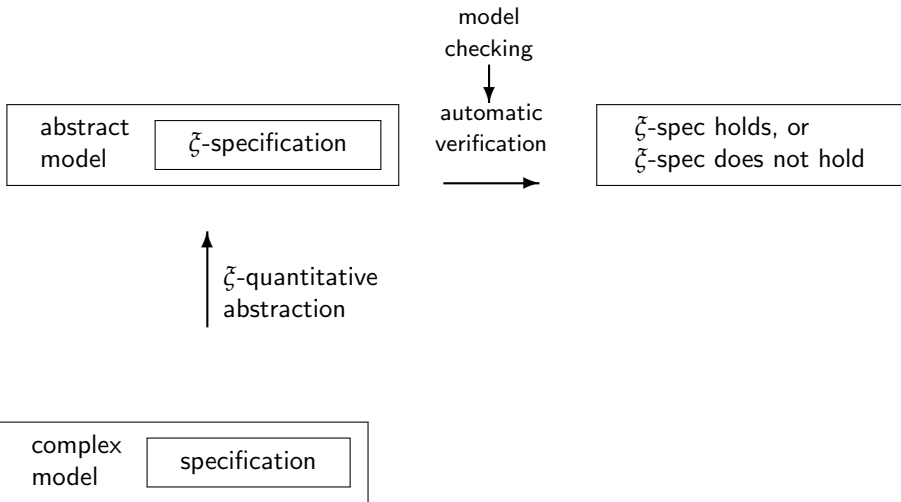 model
checking
abstract
model
ξ-specification
automatic
verification
ξ-spec holds, or
ξ-spec does not hold
ξ-quantitative
abstraction
complex
model
specification